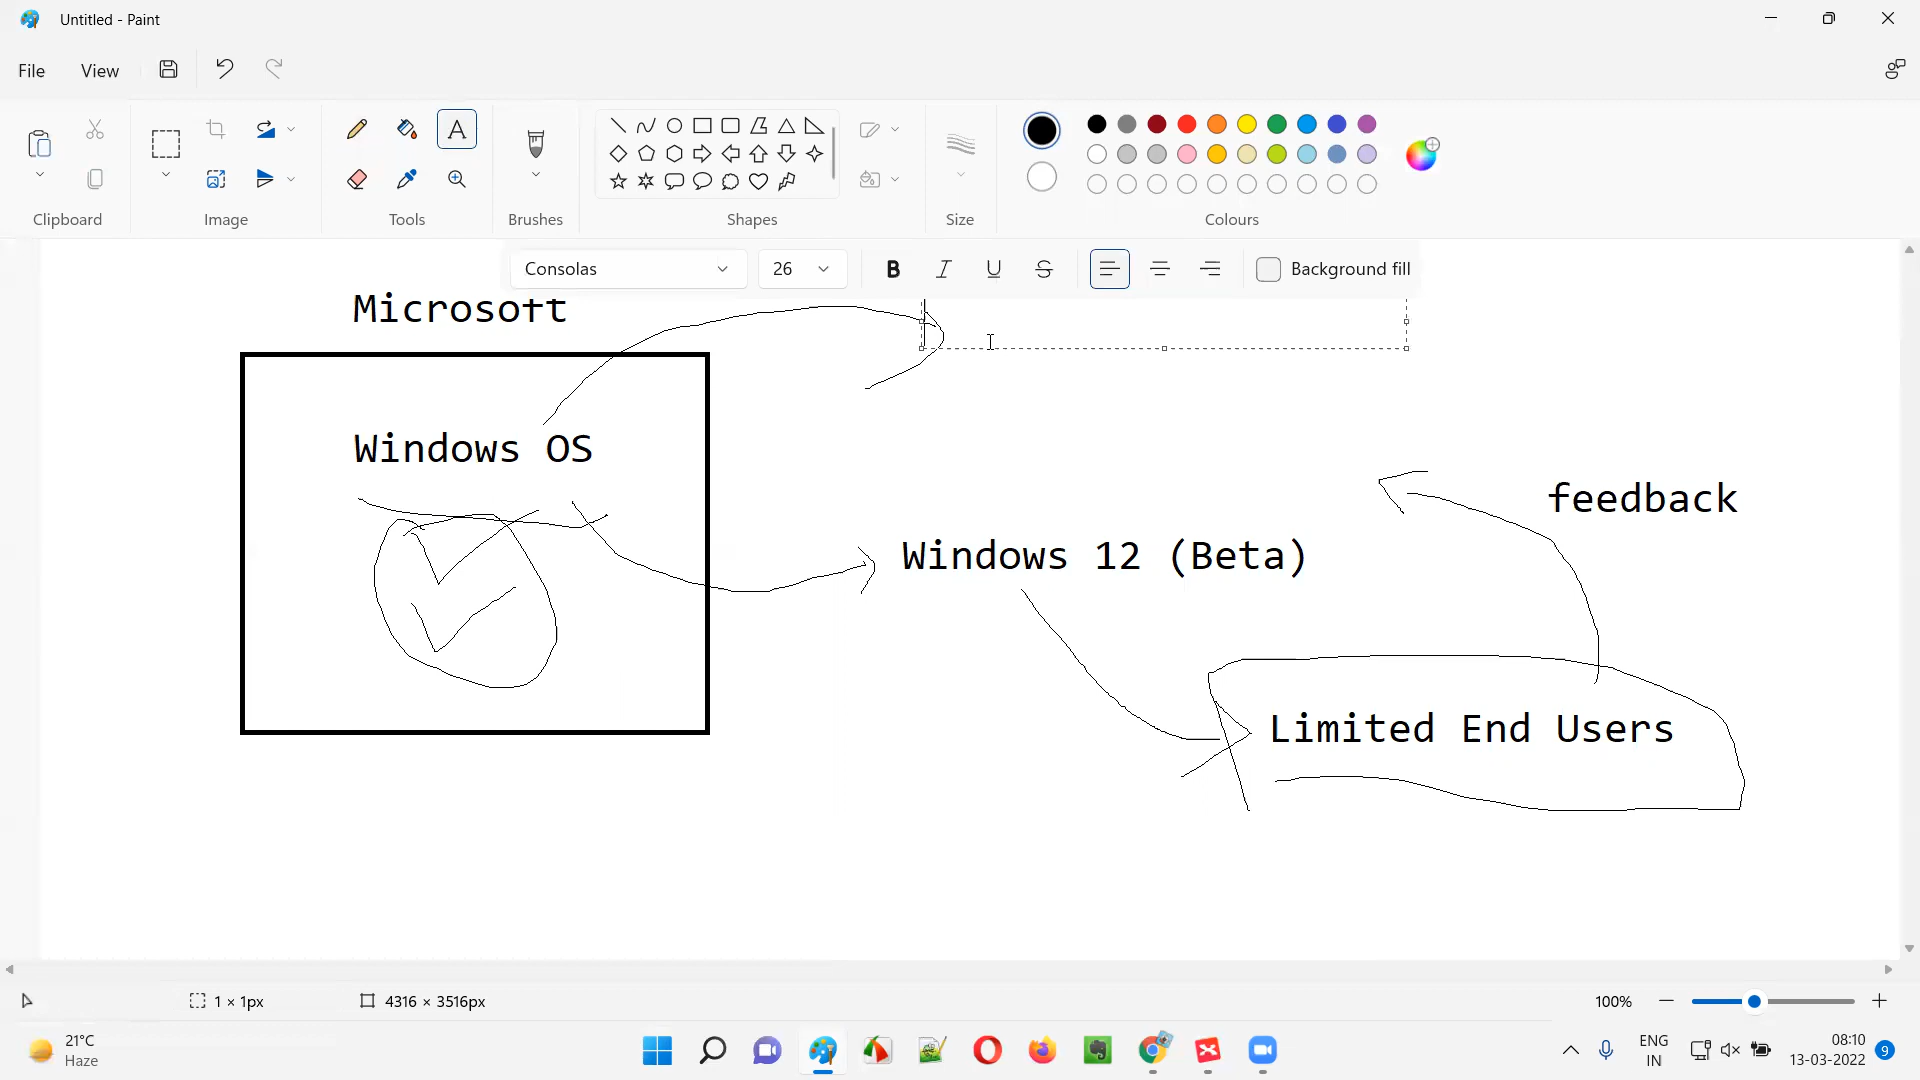 Untitled - Paint
File
View
Clipboard
Image
Tools
Brushes
Shapes
Size
Colours
Consolas
26
B
I
U
S
Background fill
Microsoft
Windows OS
feedback
Windows 12 (Beta)
Limited End Users
1 × 1px
4316 × 3516px
100%
21°C
Haze
ENG
IN
08:10
13-03-2022
9